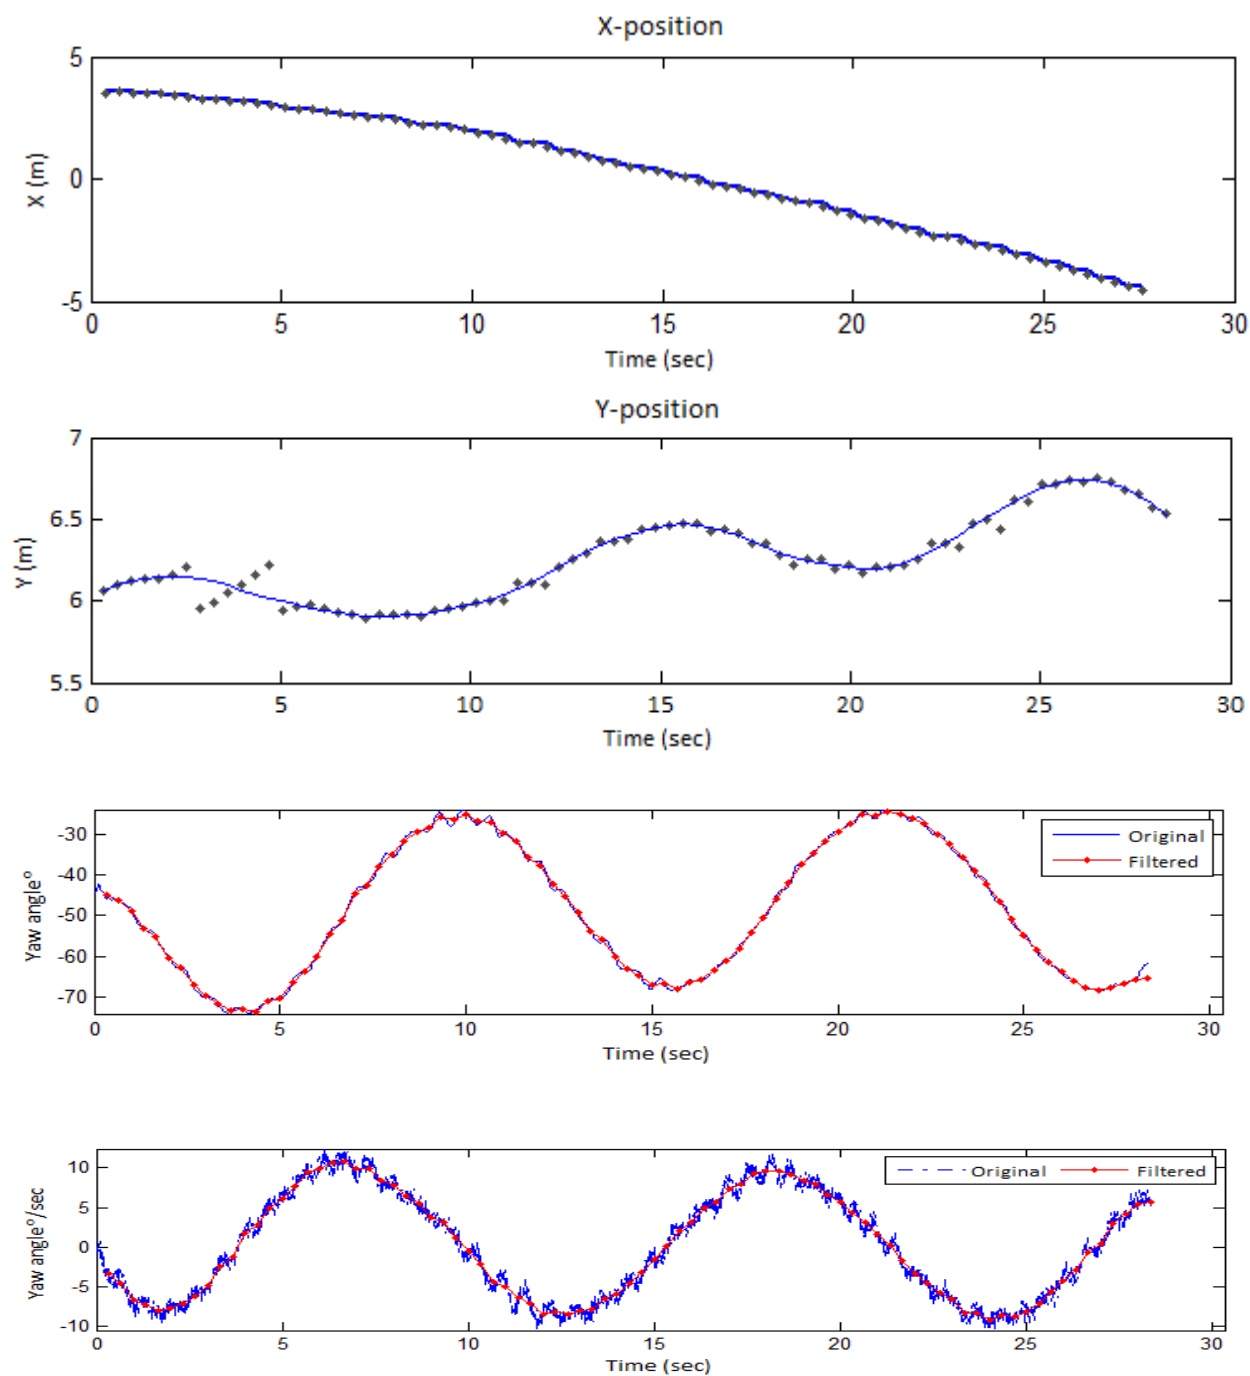 X-position
5
0
-5
X (m)
0 5 10 15 20 25 30
Time (sec)
Y-position
7
6.5
6
5.5
Y (m)
0 5 10 15 20 25 30
Time (sec)
-30
-40
-50
-60
-70
Yaw angleº
Original
Filtered
0 5 10 15 20 25 30
Time (sec)
10
5
0
-5
-10
Yaw angleº/sec
Original Filtered
0 5 10 15 20 25 30
Time (sec)